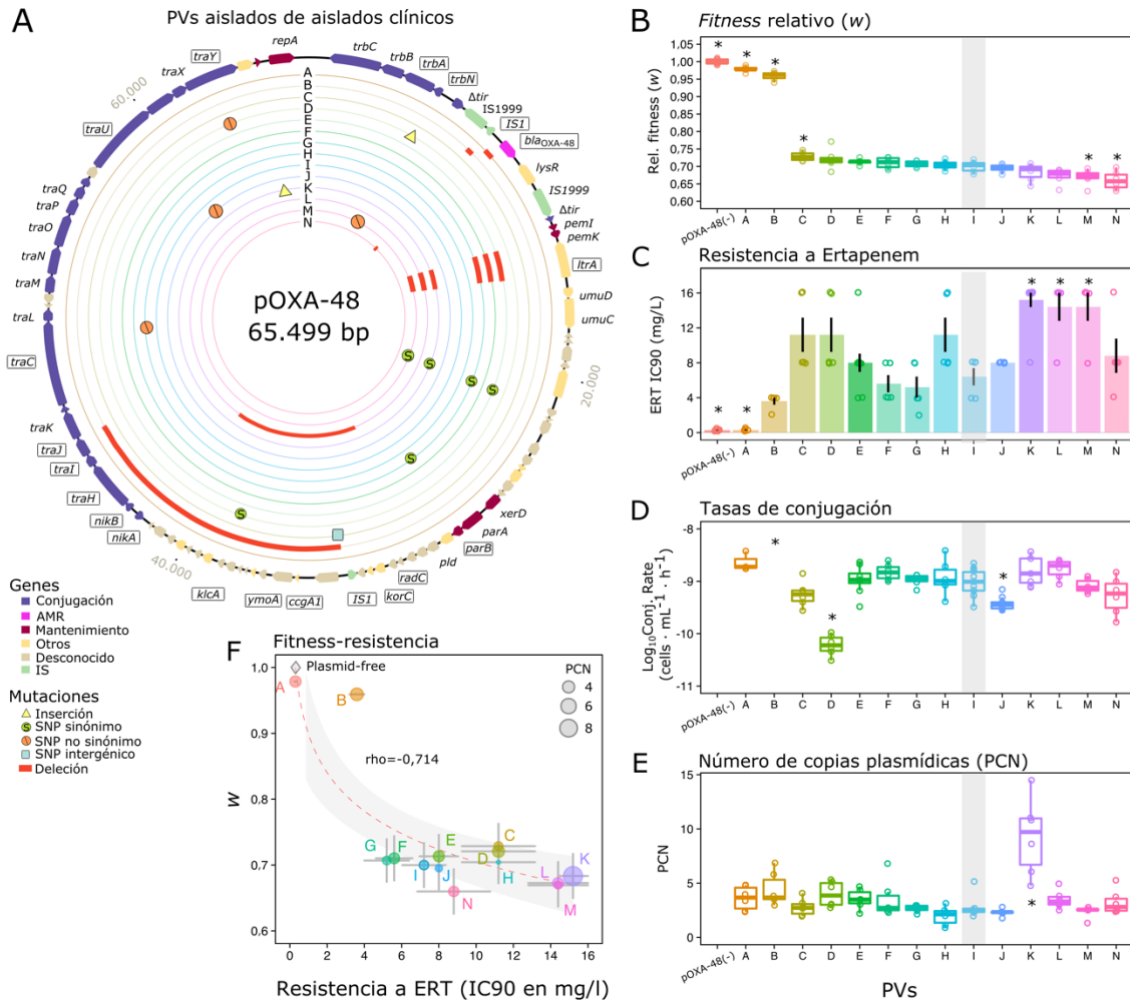 A
PVs aislados de aislados clínicos
repA
trbC
trbB
trbA
trbN
Δtir
IS1999
IS1
blaOXA-48
lysR
IS1999
Δtir
pemI
pemK
ltrA
umuD
umuC
20.000
xerD
parA
parB
pld
radC
korC
IS1
ccgA1
ymoA
klcA
40.000
nikA
nikB
traH
traI
traJ
traK
traC
traL
traM
traN
traO
traP
traQ
traU
60.000
traX
traY
A
B
C
D
E
F
G
H
I
J
K
L
M
N
pOXA-48
65.499 bp
Genes
Conjugación
AMR
Mantenimiento
Otros
Desconocido
IS
Mutaciones
Inserción
S SNP sinónimo
SNP no sinónimo
SNP intergénico
Deleción
B
Fitness relativo (w)
Rel. fitness (w)
1.05
1.00
0.95
0.90
0.85
0.80
0.75
0.70
0.65
0.60
* * * * * *
pOXA-48(-) A B C D E F G H I J K L M N
C
Resistencia a Ertapenem
ERT IC90 (mg/L)
16
12
8
4
0
* * * * *
pOXA-48(-) A B C D E F G H I J K L M N
D
Tasas de conjugación
Log10Conj. Rate
(cells · mL-1 · h-1)
-8
-9
-10
-11
* * *
pOXA-48(-) A B C D E F G H I J K L M N
E
Número de copias plasmídicas (PCN)
PCN
15
10
5
0
*
pOXA-48(-) A B C D E F G H I J K L M N
PVs
F
Fitness-resistencia
Plasmid-free
PCN
4
6
8
rho=-0,714
w
1.0
0.9
0.8
0.7
0.6
A
B
C
D
E
F
G
H
I
J
K
L
M
N
0 2 4 6 8 10 12 14 16
Resistencia a ERT (IC90 en mg/l)